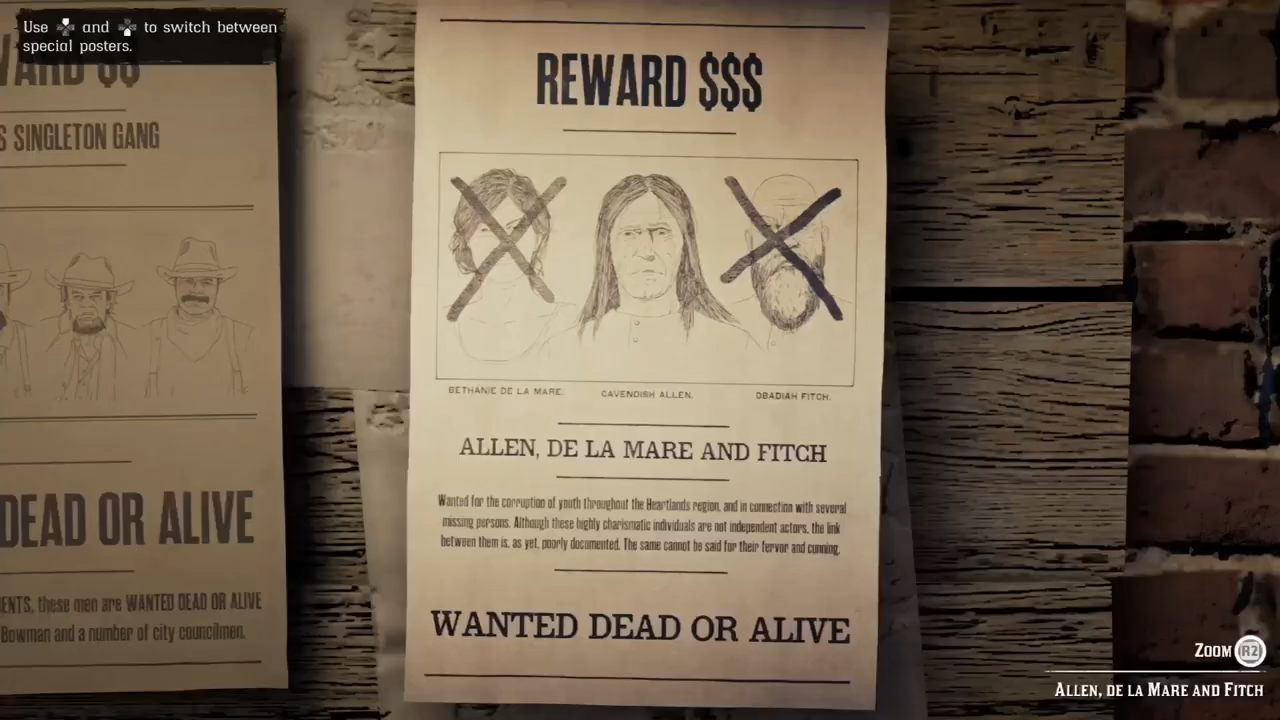 Use and to switch between
special posters.
WARD $$
S SINGLETON GANG
DEAD OR ALIVE
ENTS, these men are WANTED DEAD OR ALIVE
Bowman and a number of city councilmen.
REWARD $$$
BETHANIE DE LA MARE. CAVENDISH ALLEN. OBADIAH FITCH.
ALLEN, DE LA MARE AND FITCH
Wanted for the corruption of youth throughout the Heartlands region, and in connection with several
missing persons. Although these highly charismatic individuals are not independent actors, the link
between them is, as yet, poorly documented. The same cannot be said for their fervor and cunning.
WANTED DEAD OR ALIVE
ZOOM R2
ALLEN, DE LA MARE AND FITCH